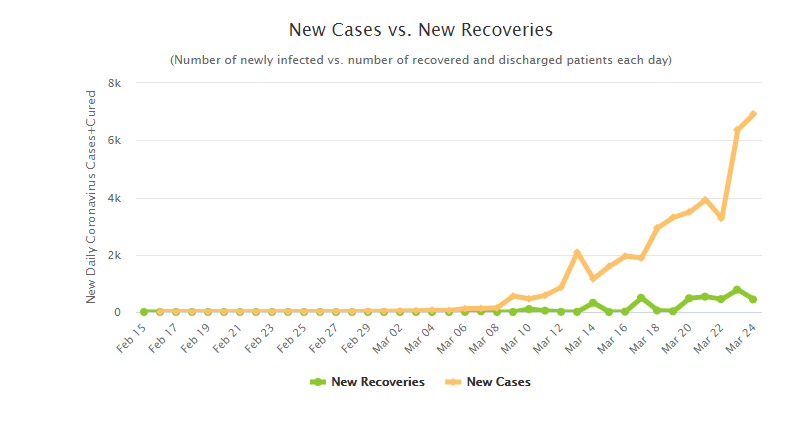 New Cases vs. New Recoveries
(Number of newly infected vs. number of recovered and discharged patients each day)
New Daily Coronavirus Cases+Cured
8k
6k
4k
2k
0
Feb 15
Feb 17
Feb 19
Feb 21
Feb 23
Feb 25
Feb 27
Feb 29
Mar 02
Mar 04
Mar 06
Mar 08
Mar 10
Mar 12
Mar 14
Mar 16
Mar 18
Mar 20
Mar 22
Mar 24
New Recoveries New Cases